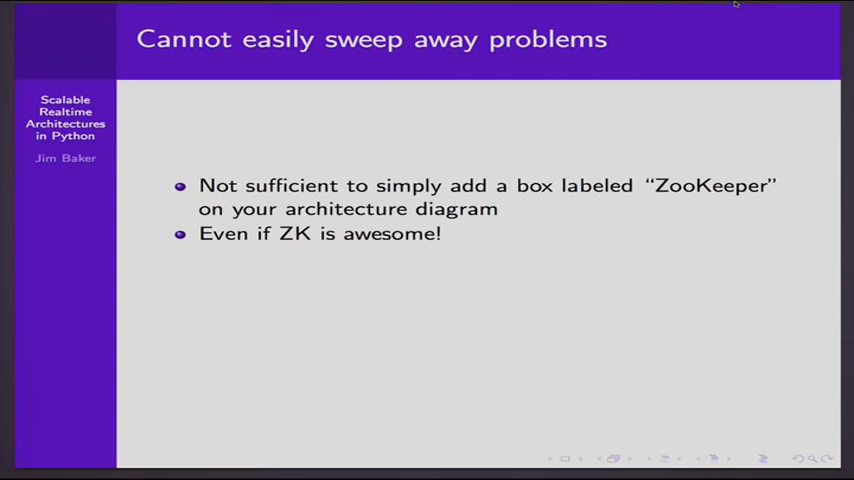 Cannot easily sweep away problems
Scalable
Realtime
Architectures
in Python
Jim Baker
Not sufficient to simply add a box labeled “ZooKeeper”
on your architecture diagram
Even if ZK is awesome!